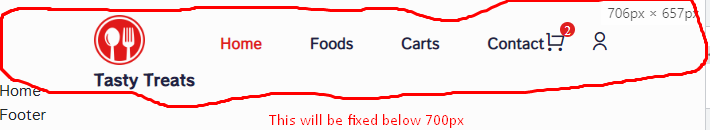 706px × 657px
2
Home Foods Carts Contact
Tasty Treats
Home
Footer
This will be fixed below 700px